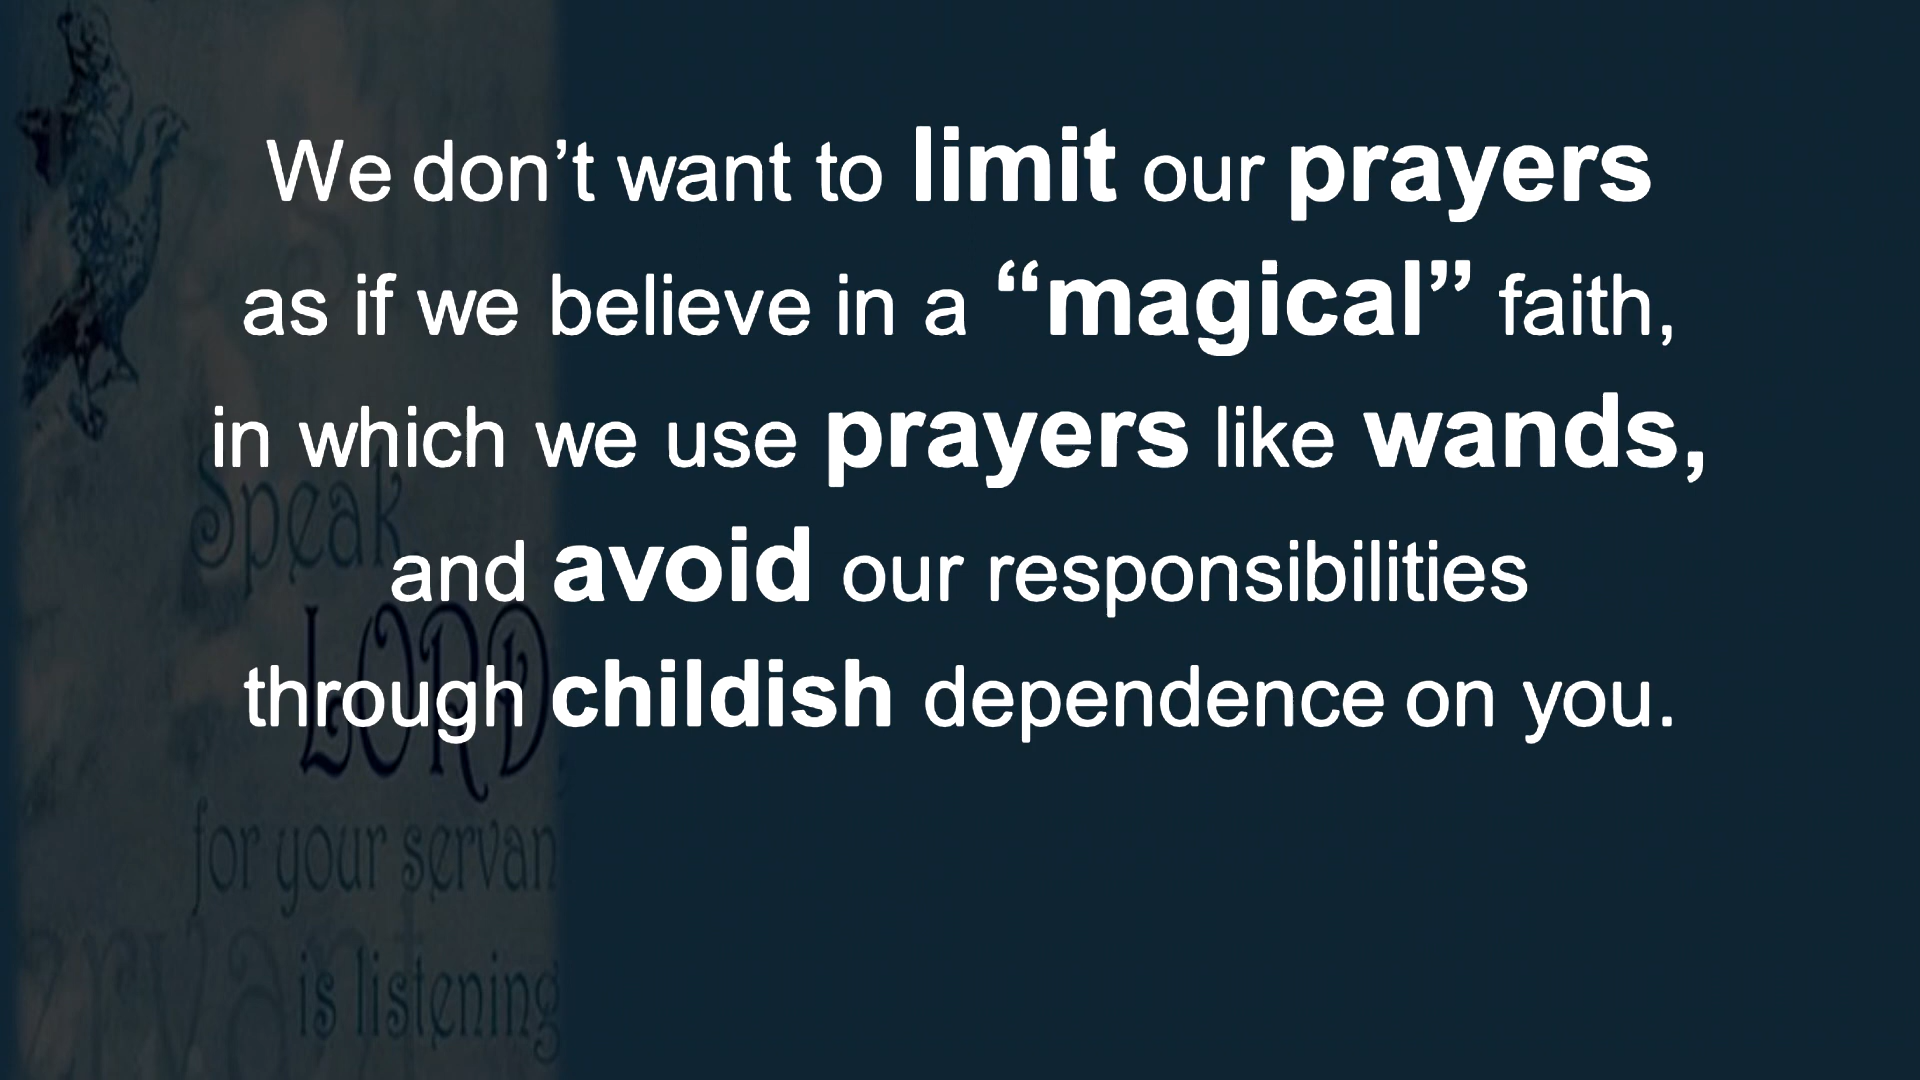 We don’t want to limit our prayers
as if we believe in a “magical” faith,
in which we use prayers like wands,
and avoid our responsibilities
through childish dependence on you.
Speak
LORD
for your servan
is listening